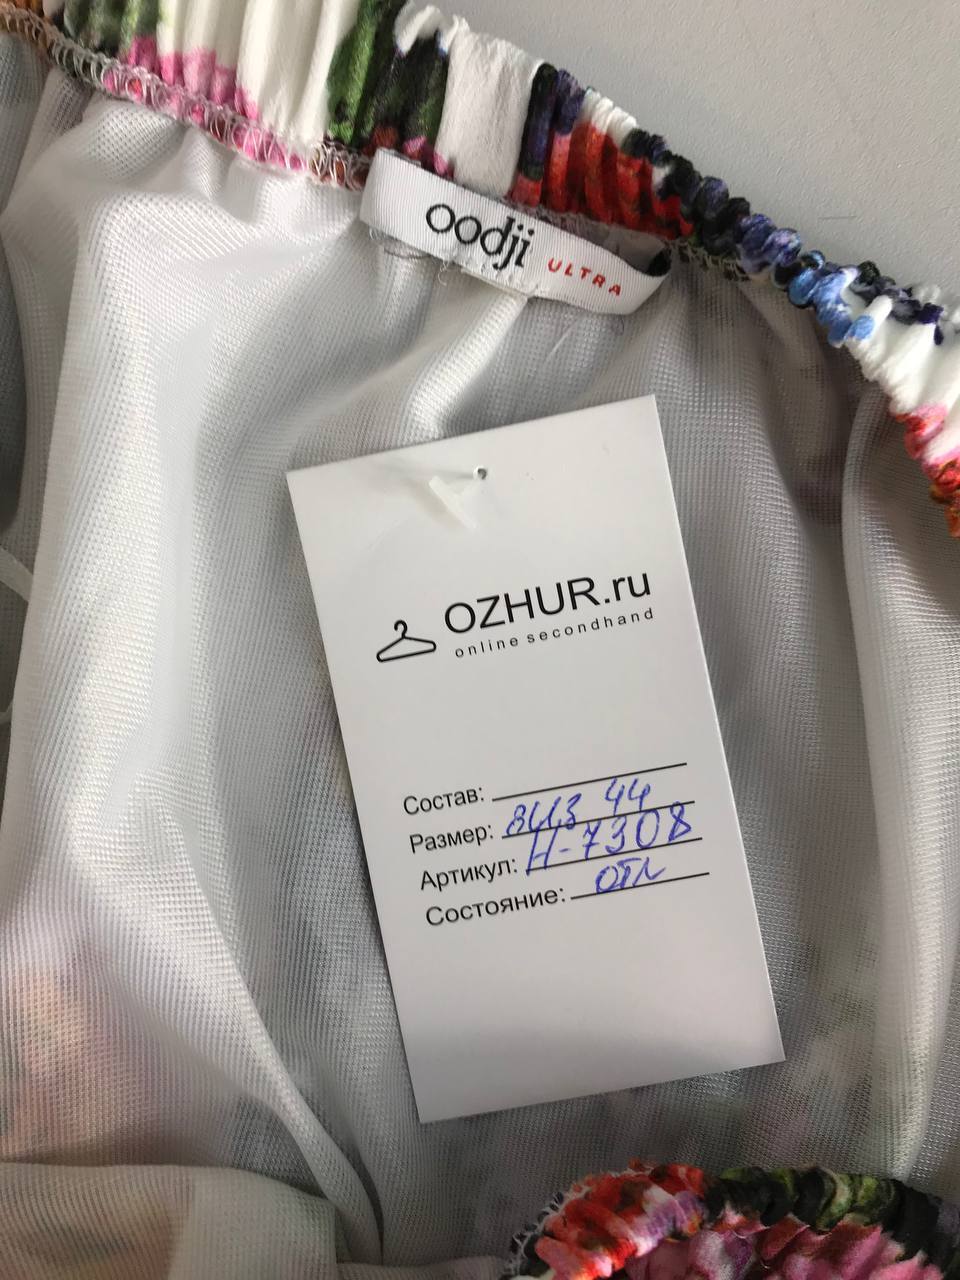 oodji ULTRA
OZHUR.ru
online secondhand
Состав:
Размер: виз 44
Артикул: Н-7308
Состояние: отл